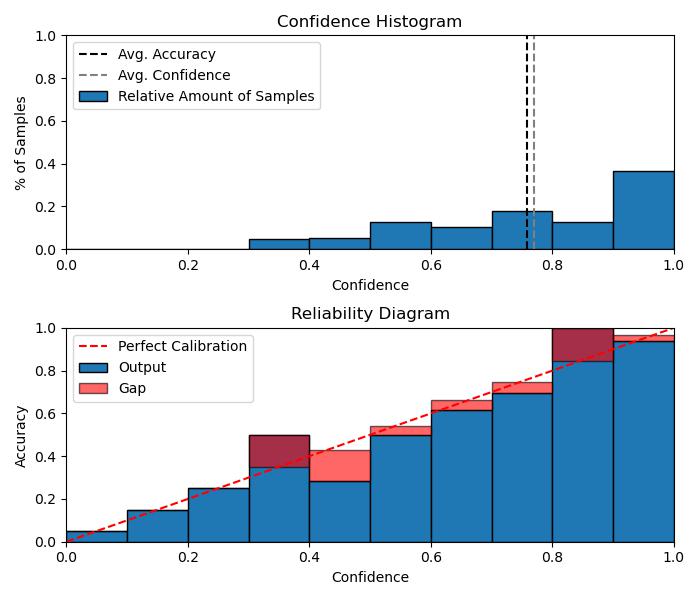 Confidence Histogram
1.0
0.8
0.6
0.4
0.2
0.0
% of Samples
Avg. Accuracy
Avg. Confidence
Relative Amount of Samples
0.0 0.2 0.4 0.6 0.8 1.0
Confidence
Reliability Diagram
1.0
0.8
0.6
0.4
0.2
0.0
Accuracy
Perfect Calibration
Output
Gap
0.0 0.2 0.4 0.6 0.8 1.0
Confidence